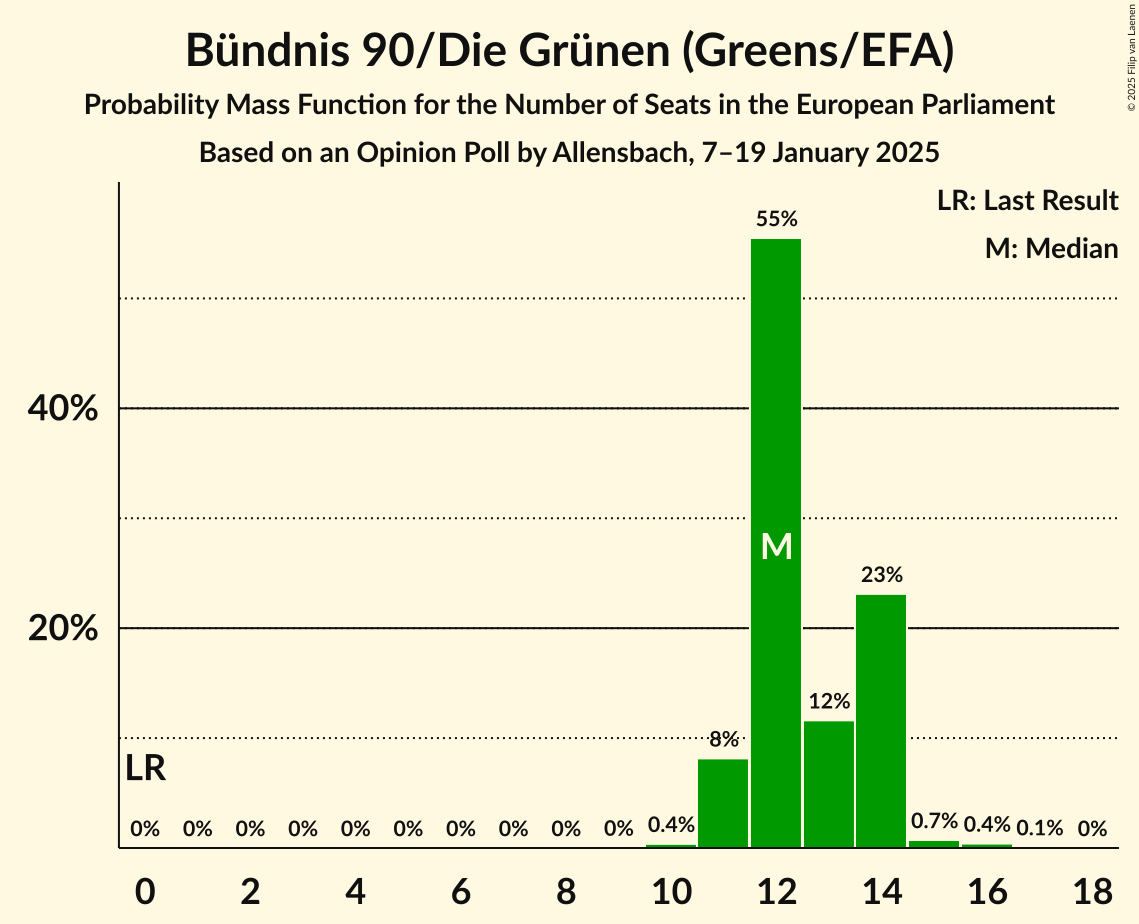 Bündnis 90/Die Grünen (Greens/EFA)
Probability Mass Function for the Number of Seats in the European Parliament
Based on an Opinion Poll by Allensbach, 7–19 January 2025
© 2025 Filip van Laenen
LR: Last Result
M: Median
55%
40%
M
23%
20%
12%
8%
LR
0% 0% 0% 0% 0% 0% 0% 0% 0% 0% 0.4% 0.7% 0.4% 0.1% 0%
0 2 4 6 8 10 12 14 16 18